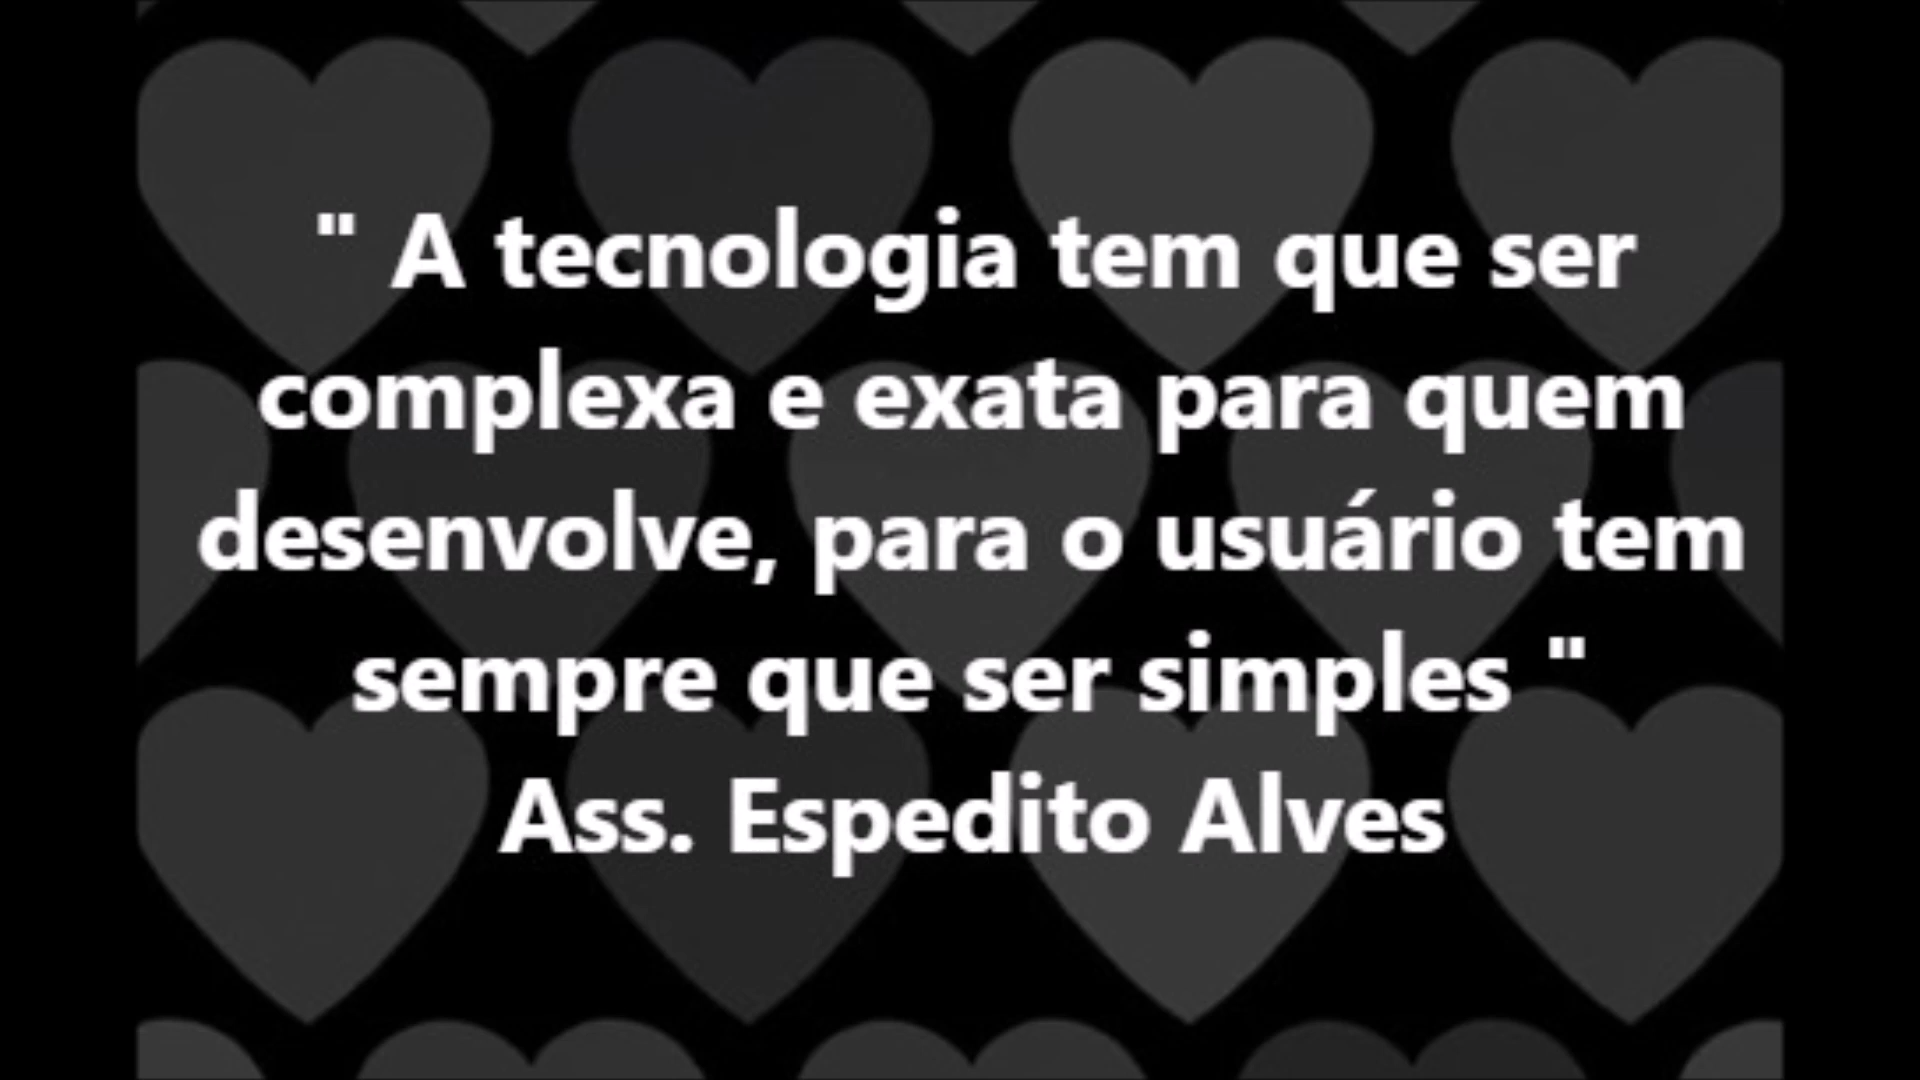 " A tecnologia tem que ser
complexa e exata para quem
desenvolve, para o usuário tem
sempre que ser simples "
Ass. Espedito Alves